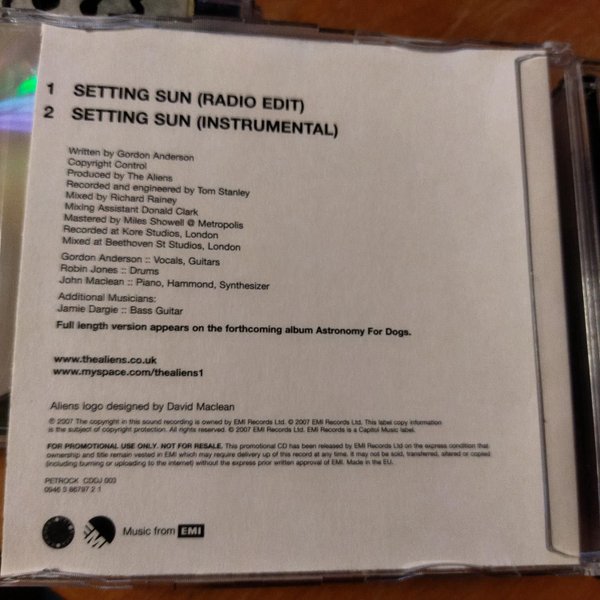 1 SETTING SUN (RADIO EDIT)
2 SETTING SUN (INSTRUMENTAL)
Written by Gordon Anderson
Copyright Control
Produced by The Aliens
Recorded and engineered by Tom Stanley
Mixed by Richard Rainey
Mixing Assistant Donald Clark
Mastered by Miles Showell @ Metropolis
Recorded at Kore Studios, London
Mixed at Beethoven St Studios, London
Gordon Anderson :: Vocals, Guitars
Robin Jones :: Drums
John Maclean :: Piano, Hammond, Synthesizer
Additional Musicians:
Jamie Dargie :: Bass Guitar
Full length version appears on the forthcoming album Astronomy For Dogs.
www.thealiens.co.uk
www.myspace.com/thealiens1
Aliens logo designed by David Maclean
℗ 2007 The copyright in this sound recording is owned by EMI Records Ltd. © 2007 EMI Records Ltd. This label copy information
is the subject of copyright protection. All rights reserved. © 2007 EMI Records Ltd. EMI Records is a Capitol Music label.
FOR PROMOTIONAL USE ONLY. NOT FOR RESALE. This promotional CD has been released by EMI Records Ltd on the express condition that
ownership and title remain vested in EMI which may require delivery up of this record at any time. It may not be sold, transferred, altered or copied
(including burning or uploading to the internet) without the express prior written approval of EMI. Made in the EU.
PETROCK CDDJ 003
0946 3 86797 2 1
EMI Music from EMI